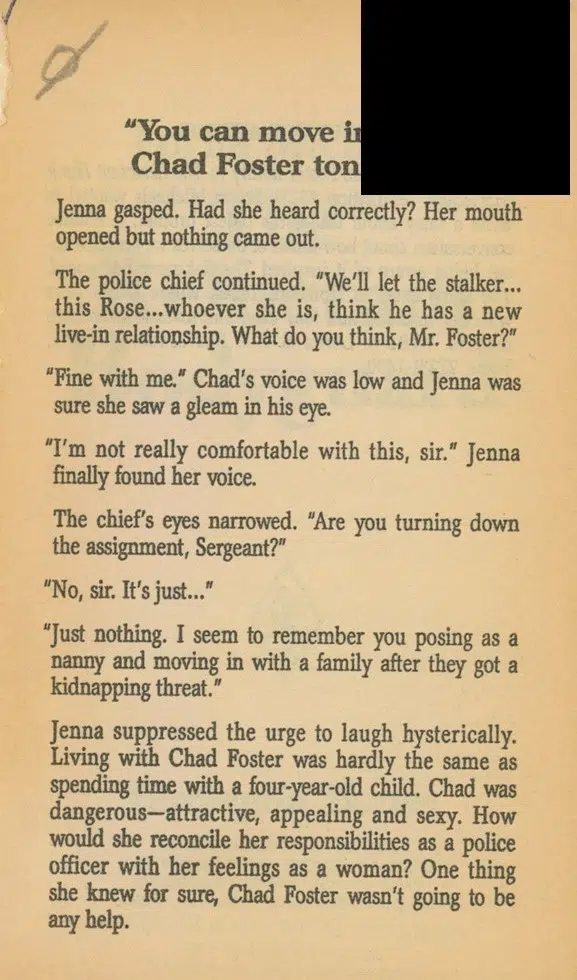 "You can move
Chad Foster
Jenna gasped. Had she heard correctly? Her mouth
opened but nothing came out.
The police chief continued. "We'll let the stalker...
this Rose...whoever she is, think he has a new
live-in relationship. What do you think, Mr. Foster?"
"Fine with me." Chad's voice was low and Jenna was
sure she saw a gleam in his eye.
"I'm not really comfortable with this, sir." Jenna
finally found her voice.
The chief's eyes narrowed. "Are you turning down
the assignment, Sergeant?"
"No, sir. It's just..."
"Just nothing. I seem to remember you posing as a
nanny and moving in with a family after they got a
kidnapping threat."
Jenna suppressed the urge to laugh hysterically.
Living with Chad Foster was hardly the same as
spending time with a four-year-old child. Chad was
dangerous—attractive, appealing and sexy. How
would she reconcile her responsibilities as a police
officer with her feelings as a woman? One thing
she knew for sure, Chad Foster wasn't going to be
any help.